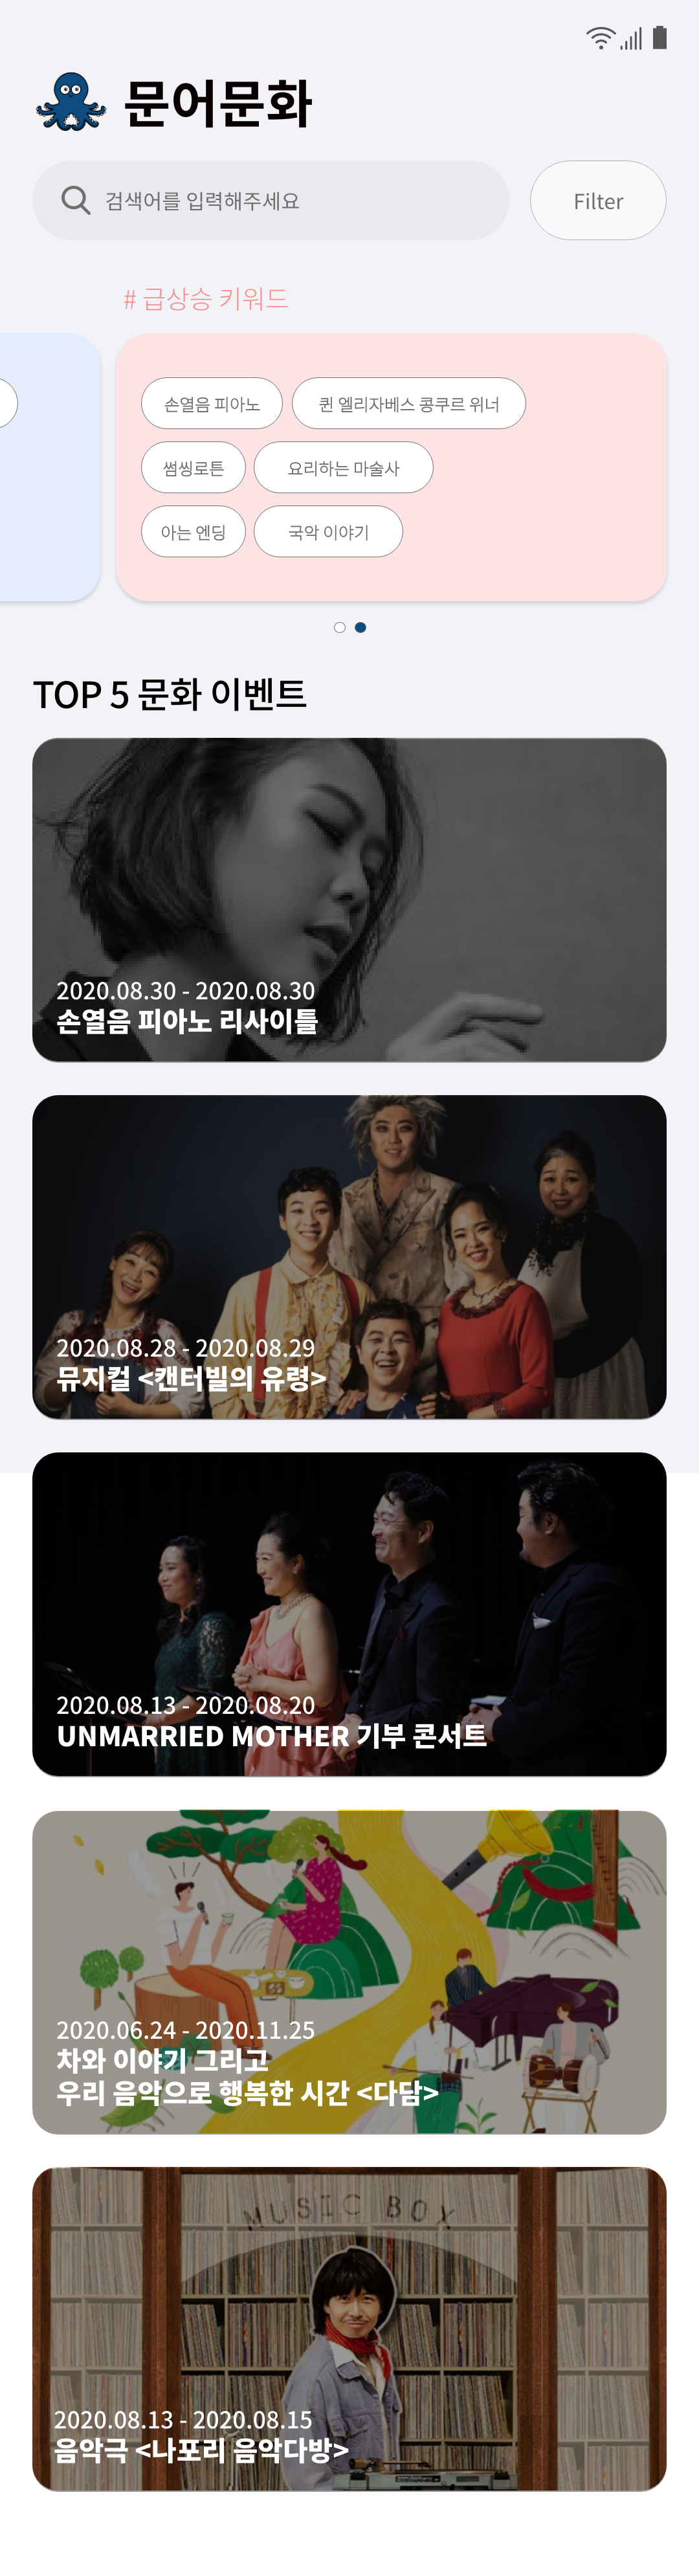 문어문화
검색어를 입력해주세요
Filter
# 급상승 키워드
손열음 피아노
퀸 엘리자베스 콩쿠르 위너
썸씽로튼
요리하는 마술사
아는 엔딩
국악 이야기
TOP 5 문화 이벤트
2020.08.30 - 2020.08.30
손열음 피아노 리사이틀
2020.08.28 - 2020.08.29
뮤지컬 <캔터빌의 유령>
2020.08.13 - 2020.08.20
UNMARRIED MOTHER 기부 콘서트
2020.06.24 - 2020.11.25
차와 이야기 그리고
우리 음악으로 행복한 시간 <다담>
MUSIC BOX
2020.08.13 - 2020.08.15
음악극 <나포리 음악다방>